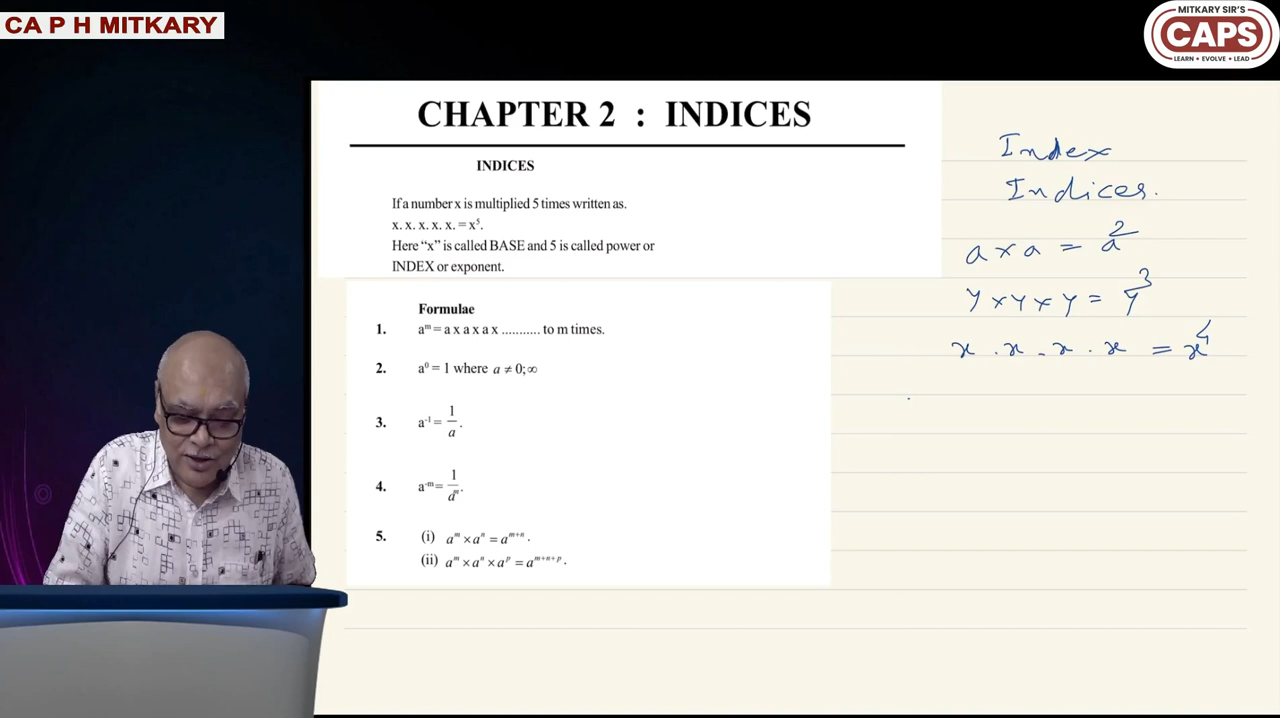 CA P H MITKARY
MITKARY SIR'S
CAPS
LEARN • EVOLVE • LEAD
CHAPTER 2 : INDICES
INDICES
If a number x is multiplied 5 times written as.
x. x. x. x. x. = x⁵.
Here “x” is called BASE and 5 is called power or
INDEX or exponent.
Formulae
1. aᵐ = a x a x a x ........... to m times.
2. a⁰ = 1 where a ≠ 0;∞
3. a⁻¹ = 1/a.
4. a⁻ᵐ = 1/aᵐ.
5. (i) aᵐ × aⁿ = aᵐ⁺ⁿ.
(ii) aᵐ × aⁿ × aᵖ = aᵐ⁺ⁿ⁺ᵖ.
Index
Indices.
a × a = a²
y × y × y = y³
x . x . x . x = x⁴